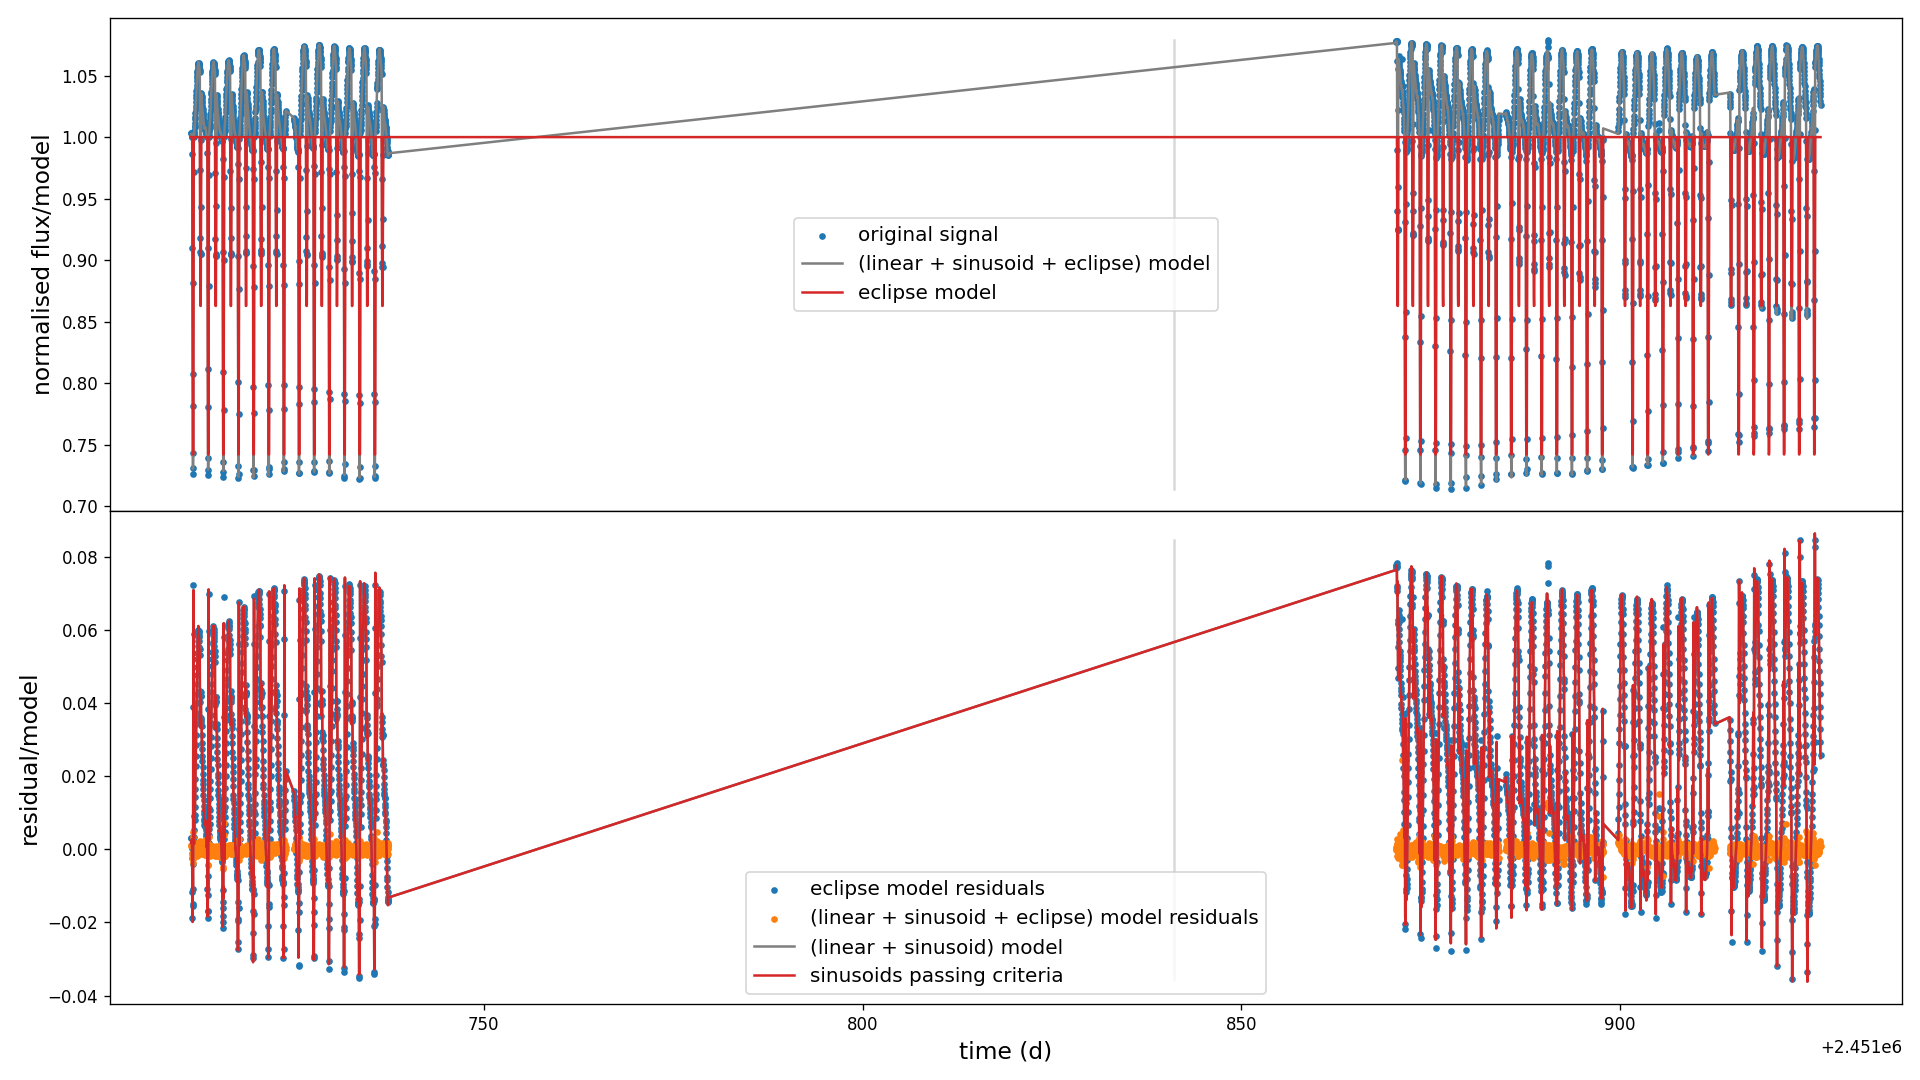 normalised flux/model
1.05
1.00
0.95
0.90
0.85
0.80
0.75
0.70
original signal
(linear + sinusoid + eclipse) model
eclipse model
residual/model
0.08
0.06
0.04
0.02
0.00
−0.02
−0.04
eclipse model residuals
(linear + sinusoid + eclipse) model residuals
(linear + sinusoid) model
sinusoids passing criteria
750
800
850
900
time (d)
+2.451e6